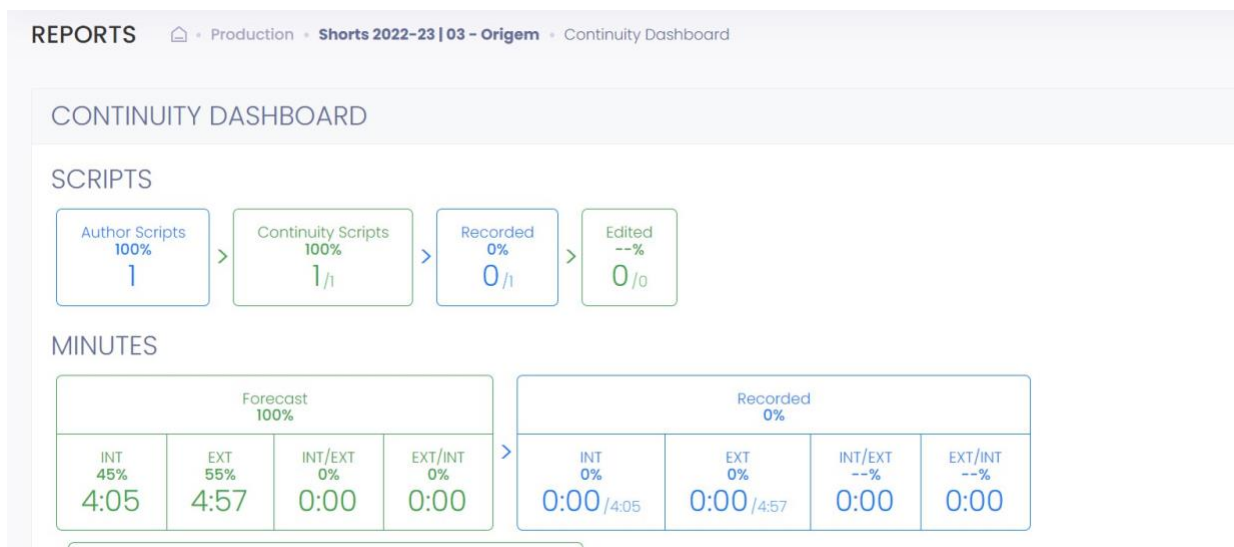 REPORTS Production • Shorts 2022-23 | 03 - Origem • Continuity Dashboard
CONTINUITY DASHBOARD
SCRIPTS
Author Scripts
100%
1
>
Continuity Scripts
100%
1 /1
>
Recorded
0%
0 /1
>
Edited
--%
0 /0
MINUTES
Forecast
100%
INT
45%
4:05
EXT
55%
4:57
INT/EXT
0%
0:00
EXT/INT
0%
0:00
>
Recorded
0%
INT
0%
0:00 /4:05
EXT
0%
0:00 /4:57
INT/EXT
--%
0:00
EXT/INT
--%
0:00